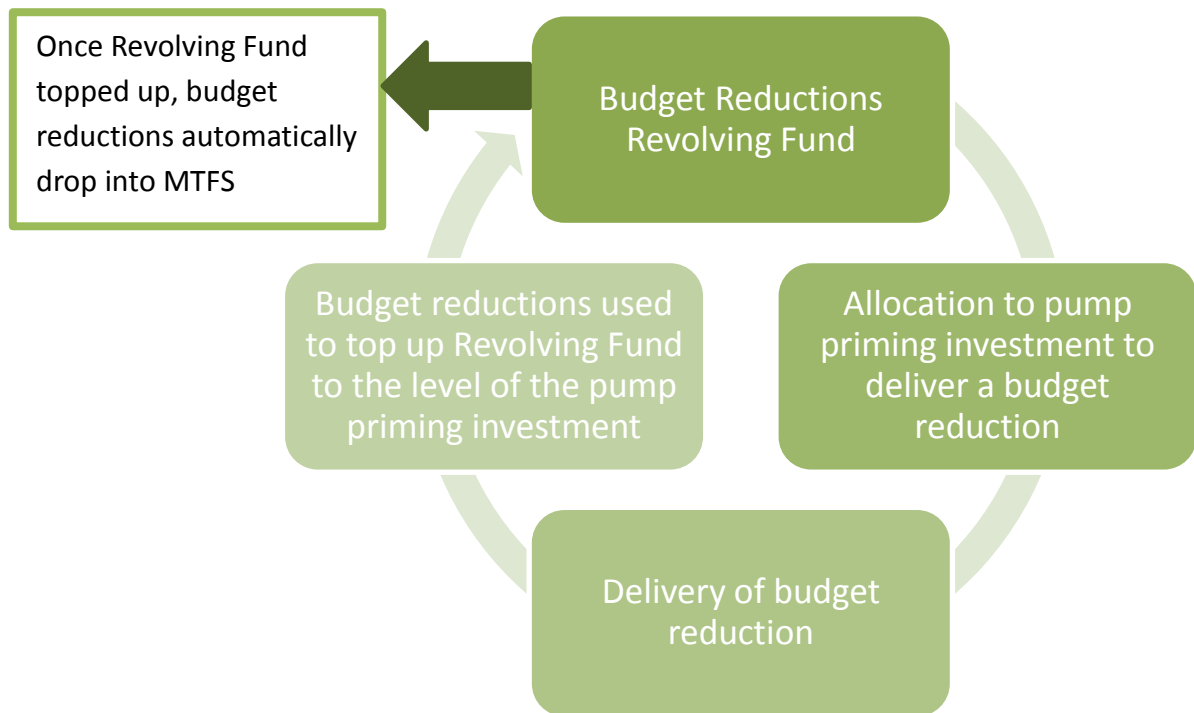 Once Revolving Fund
topped up, budget
reductions automatically
drop into MTFS
Budget Reductions
Revolving Fund
Allocation to pump
priming investment to
deliver a budget
reduction
Delivery of budget
reduction
Budget reductions used
to top up Revolving Fund
to the level of the pump
priming investment